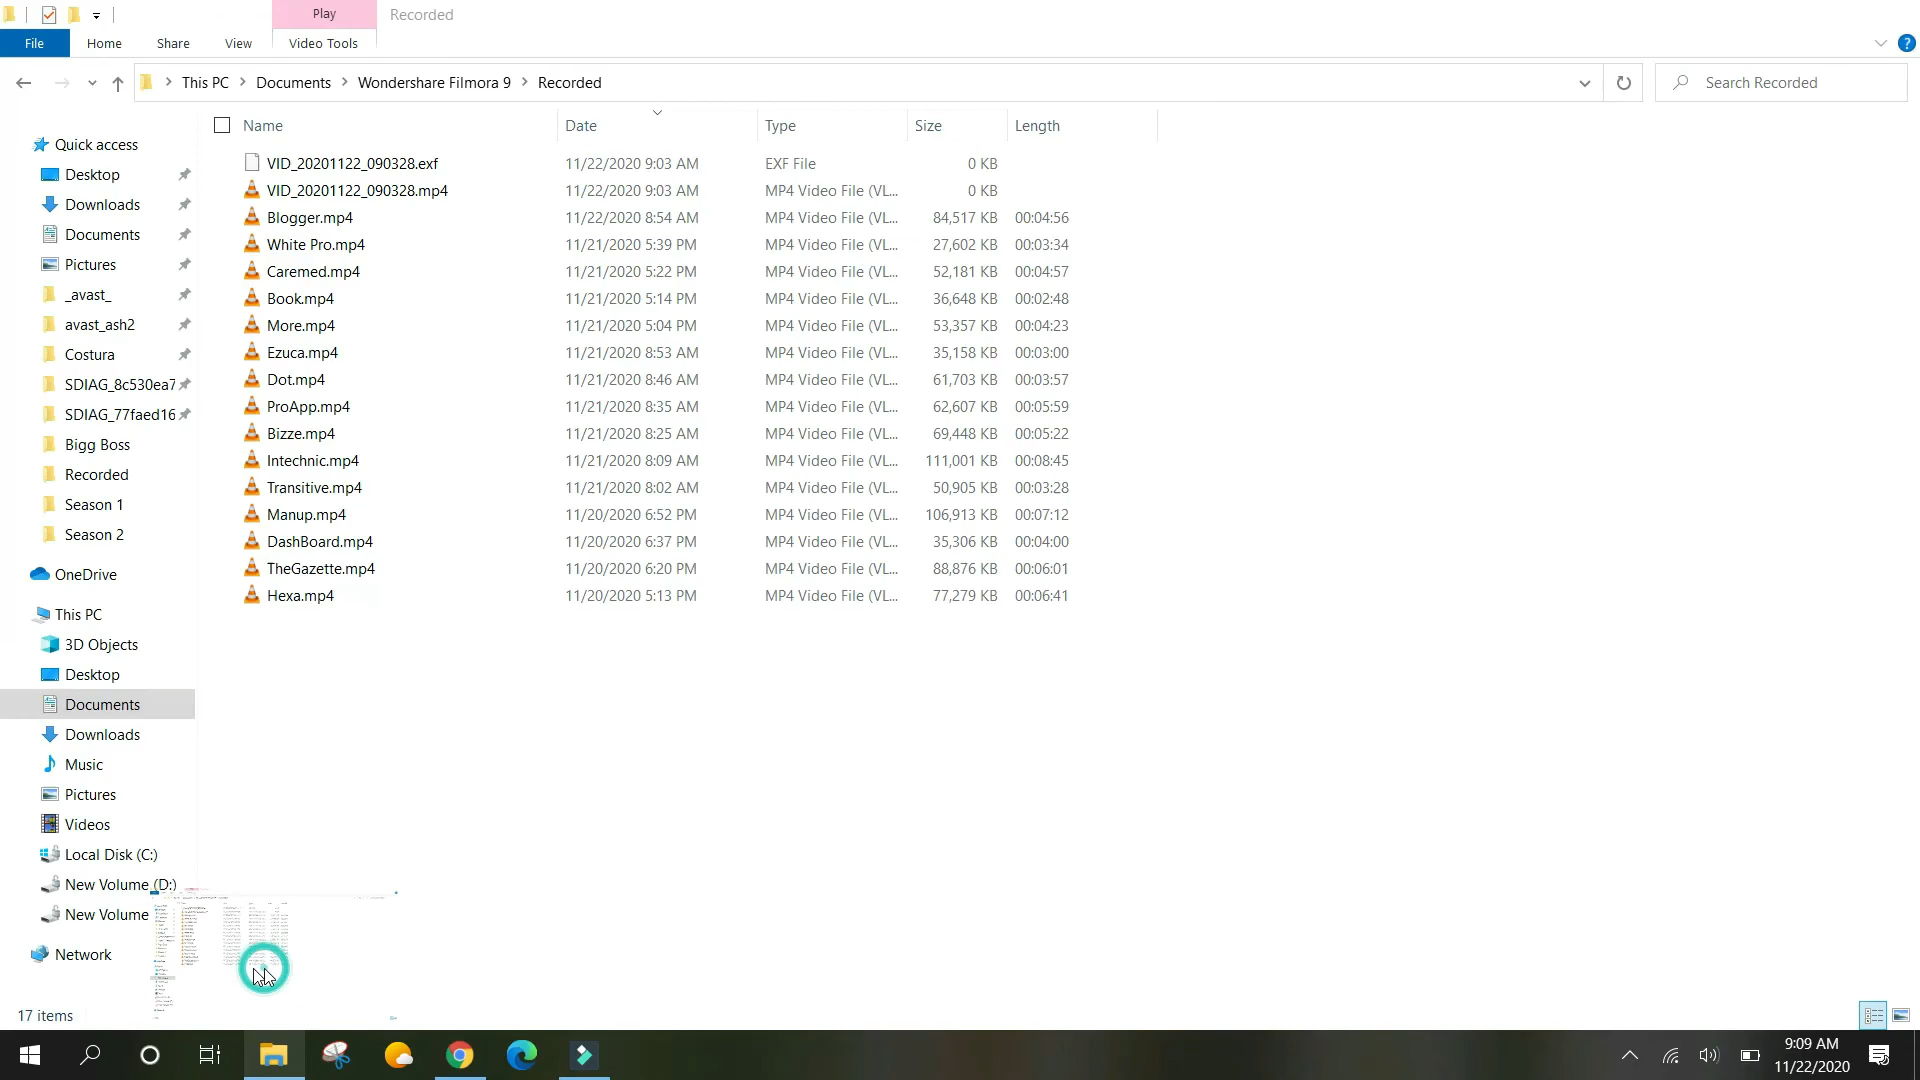 Play Recorded
File Home Share View Video Tools
This PC Documents Wondershare Filmora 9 Recorded Search Recorded
Name Date Type Size Length
VID_20201122_090328.exf 11/22/2020 9:03 AM EXF File 0 KB
VID_20201122_090328.mp4 11/22/2020 9:03 AM MP4 Video File (VL... 0 KB
Blogger.mp4 11/22/2020 8:54 AM MP4 Video File (VL... 84,517 KB 00:04:56
White Pro.mp4 11/21/2020 5:39 PM MP4 Video File (VL... 27,602 KB 00:03:34
Caremed.mp4 11/21/2020 5:22 PM MP4 Video File (VL... 52,181 KB 00:04:57
Book.mp4 11/21/2020 5:14 PM MP4 Video File (VL... 36,648 KB 00:02:48
More.mp4 11/21/2020 5:04 PM MP4 Video File (VL... 53,357 KB 00:04:23
Ezuca.mp4 11/21/2020 8:53 AM MP4 Video File (VL... 35,158 KB 00:03:00
Dot.mp4 11/21/2020 8:46 AM MP4 Video File (VL... 61,703 KB 00:03:57
ProApp.mp4 11/21/2020 8:35 AM MP4 Video File (VL... 62,607 KB 00:05:59
Bizze.mp4 11/21/2020 8:25 AM MP4 Video File (VL... 69,448 KB 00:05:22
Intechnic.mp4 11/21/2020 8:09 AM MP4 Video File (VL... 111,001 KB 00:08:45
Transitive.mp4 11/21/2020 8:02 AM MP4 Video File (VL... 50,905 KB 00:03:28
Manup.mp4 11/20/2020 6:52 PM MP4 Video File (VL... 106,913 KB 00:07:12
DashBoard.mp4 11/20/2020 6:37 PM MP4 Video File (VL... 35,306 KB 00:04:00
TheGazette.mp4 11/20/2020 6:20 PM MP4 Video File (VL... 88,876 KB 00:06:01
Hexa.mp4 11/20/2020 5:13 PM MP4 Video File (VL... 77,279 KB 00:06:41
Quick access
Desktop
Downloads
Documents
Pictures
_avast_
avast_ash2
Costura
SDIAG_8c530ea7
SDIAG_77faed16
Bigg Boss
Recorded
Season 1
Season 2
OneDrive
This PC
3D Objects
Desktop
Documents
Downloads
Music
Pictures
Videos
Local Disk (C:)
New Volume (D:)
New Volume
Network
17 items
9:09 AM
11/22/2020